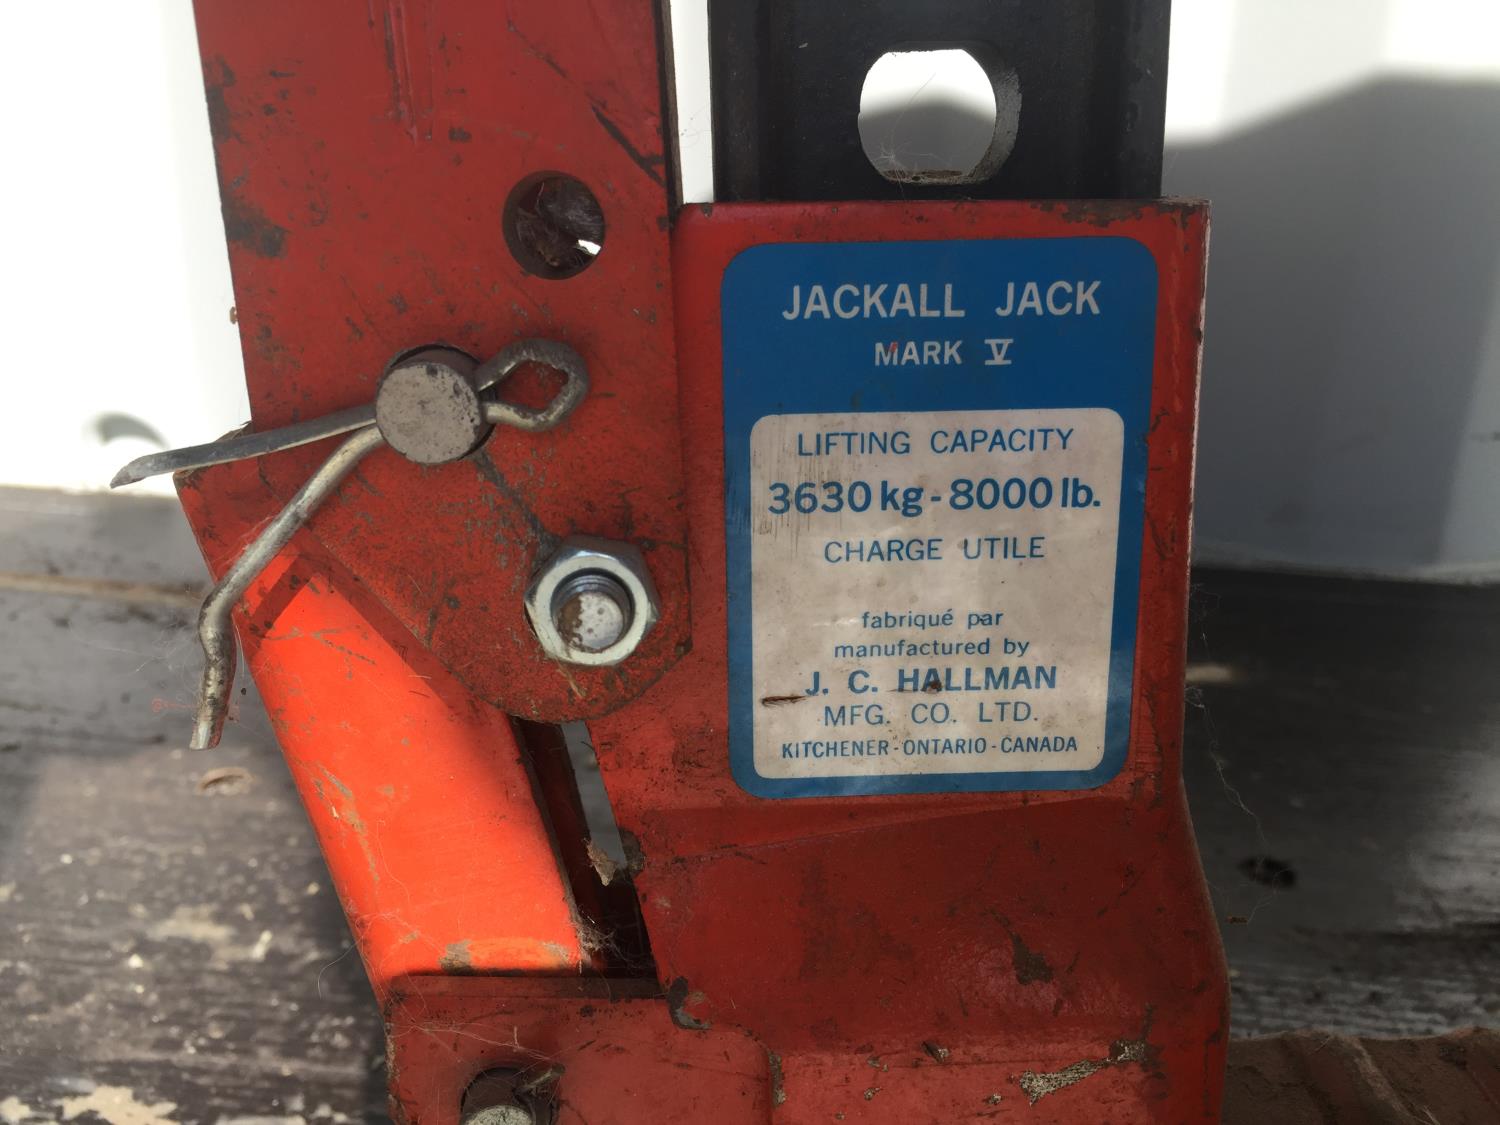 JACKALL JACK
MARK V
LIFTING CAPACITY
3630 kg - 8000 lb.
CHARGE UTILE
fabriqué par
manufactured by
J. C. HALLMAN
MFG. CO. LTD.
KITCHENER - ONTARIO - CANADA